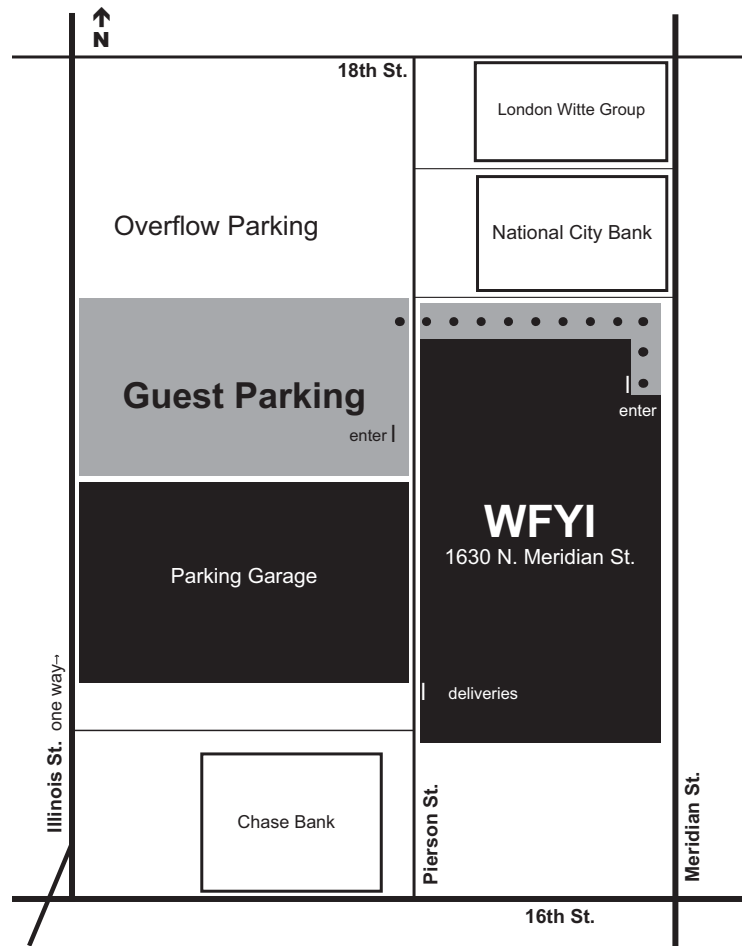 N
18th St.
London Witte Group
Overflow Parking
National City Bank
Guest Parking
enter
enter
WFYI
1630 N. Meridian St.
Parking Garage
deliveries
Illinois St. one way→
Chase Bank
Pierson St.
Meridian St.
16th St.